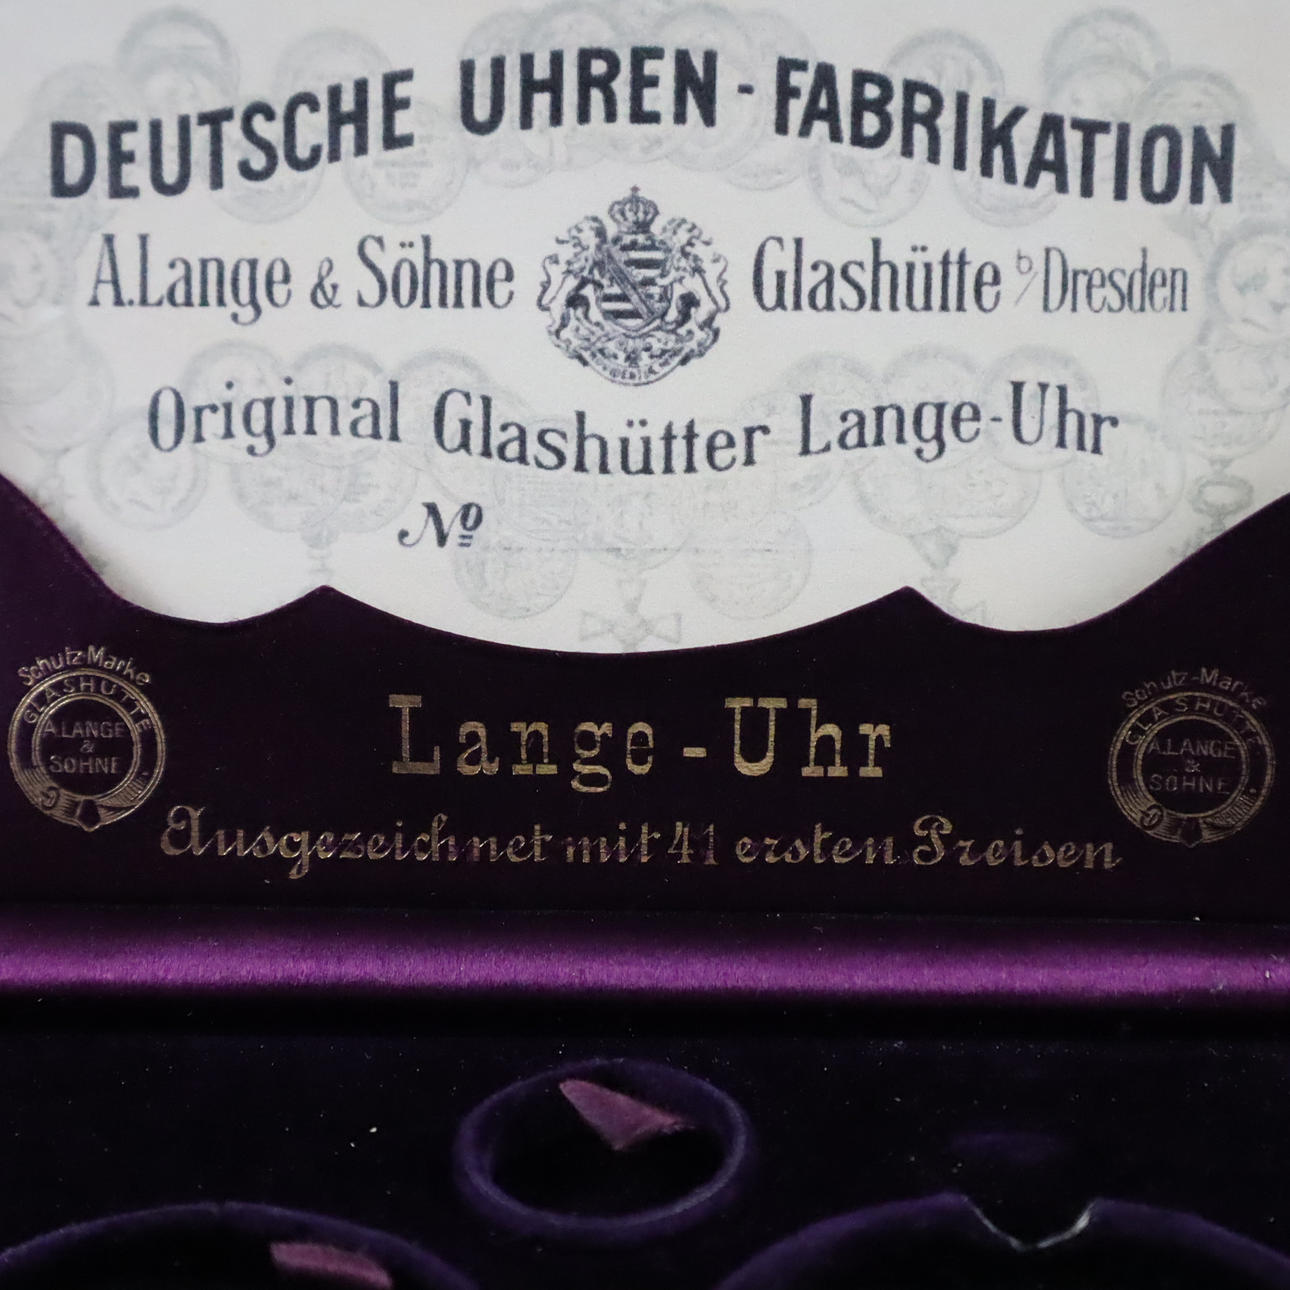 DEUTSCHE UHREN-FABRIKATION
A.Lange & Söhne Glashütte b/Dresden
Original Glashütter Lange-Uhr
No
Schutz-Marke
GLASHÜTTE
A.LANGE
&
SÖHNE
Lange-Uhr
Ausgezeichnet mit 41 ersten Preisen
Schutz-Marke
GLASHÜTTE
A.LANGE
&
SÖHNE